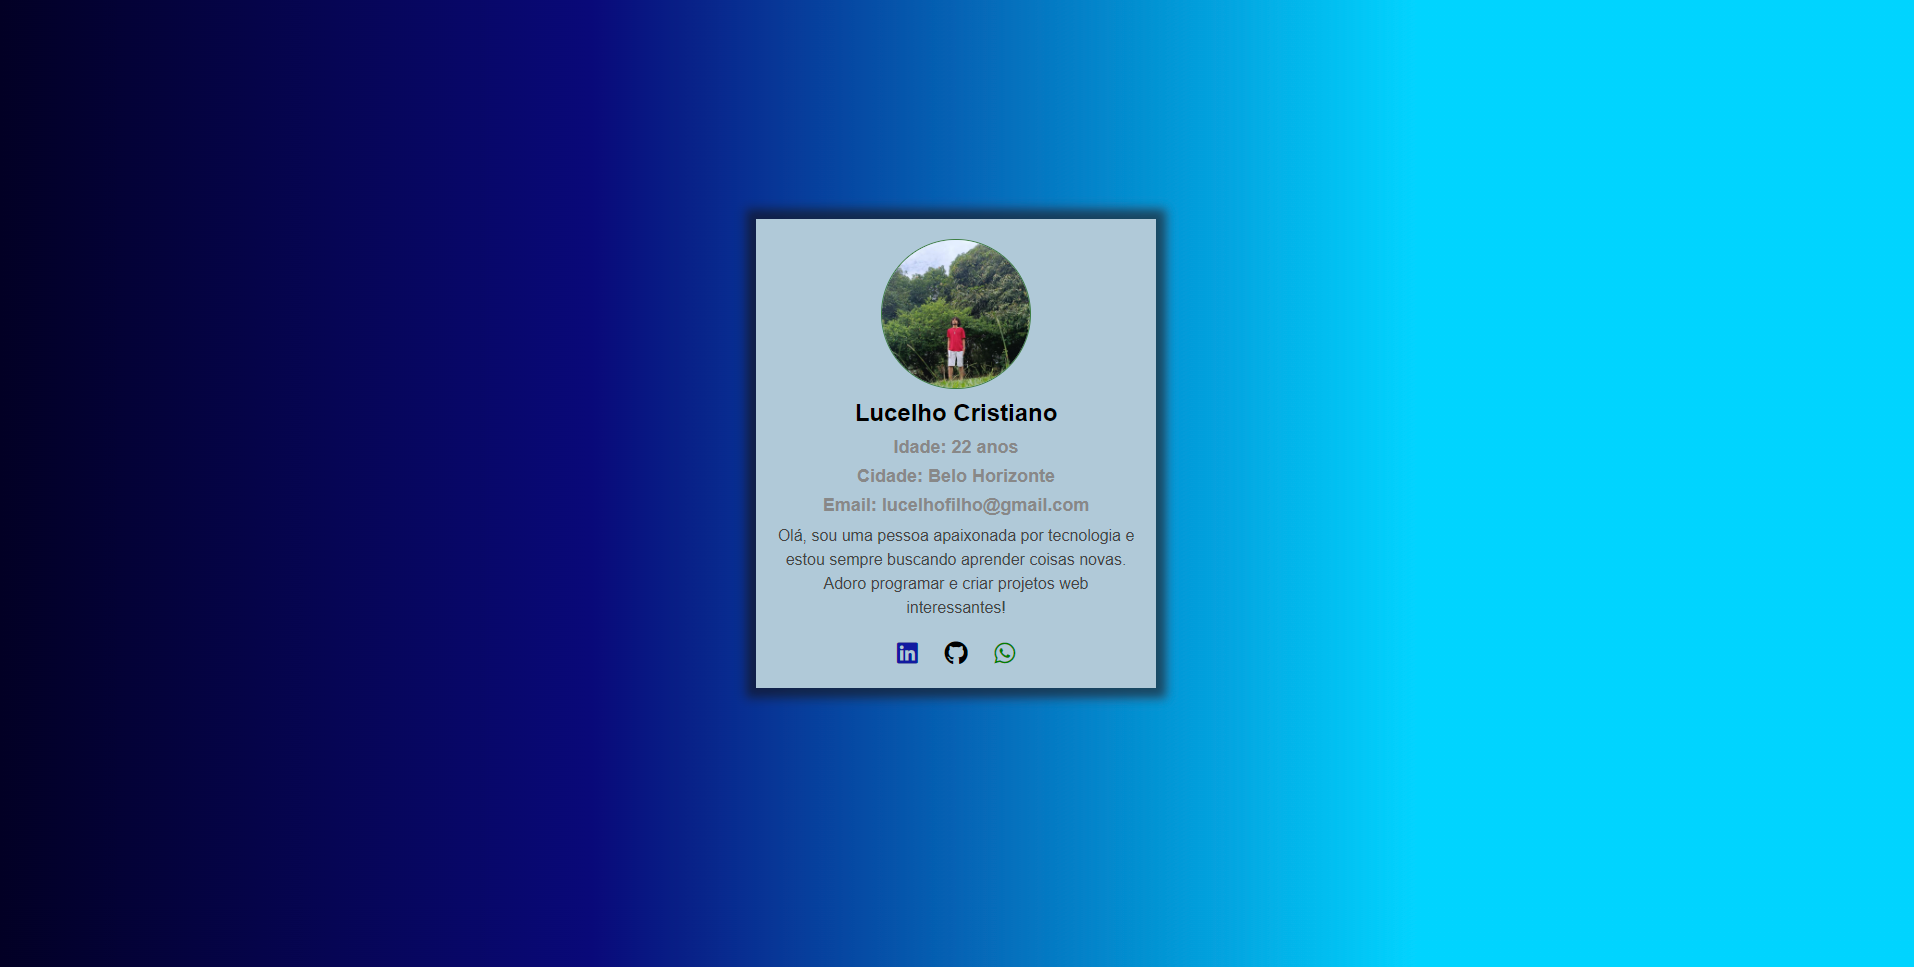 Lucelho Cristiano
Idade: 22 anos
Cidade: Belo Horizonte
Email: lucelhofilho@gmail.com
Olá, sou uma pessoa apaixonada por tecnologia e
estou sempre buscando aprender coisas novas.
Adoro programar e criar projetos web
interessantes!
in